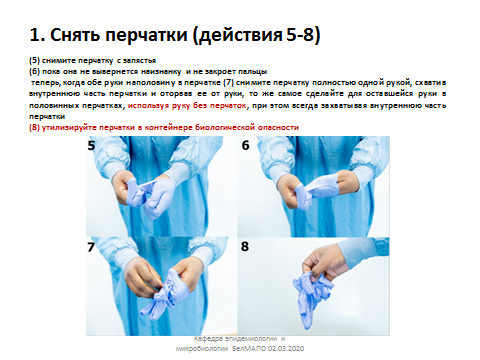 1. Снять перчатки (действия 5-8)
(5) снимите перчатку с запястья
(6) пока она не вывернется наизнанку и не закроет пальцы
теперь, когда обе руки наполовину в перчатке (7) снимите перчатку полностью одной рукой, схватив
внутреннюю часть перчатки и оторвав ее от руки, то же самое сделайте для оставшейся руки в
половинных перчатках, используя руку без перчаток, при этом всегда захватывая внутреннюю часть
перчатки
(8) утилизируйте перчатки в контейнере биологической опасности
5
6
7
8
Кафедра эпидемиологии и
микробиологии БелМАПО 02.03.2020